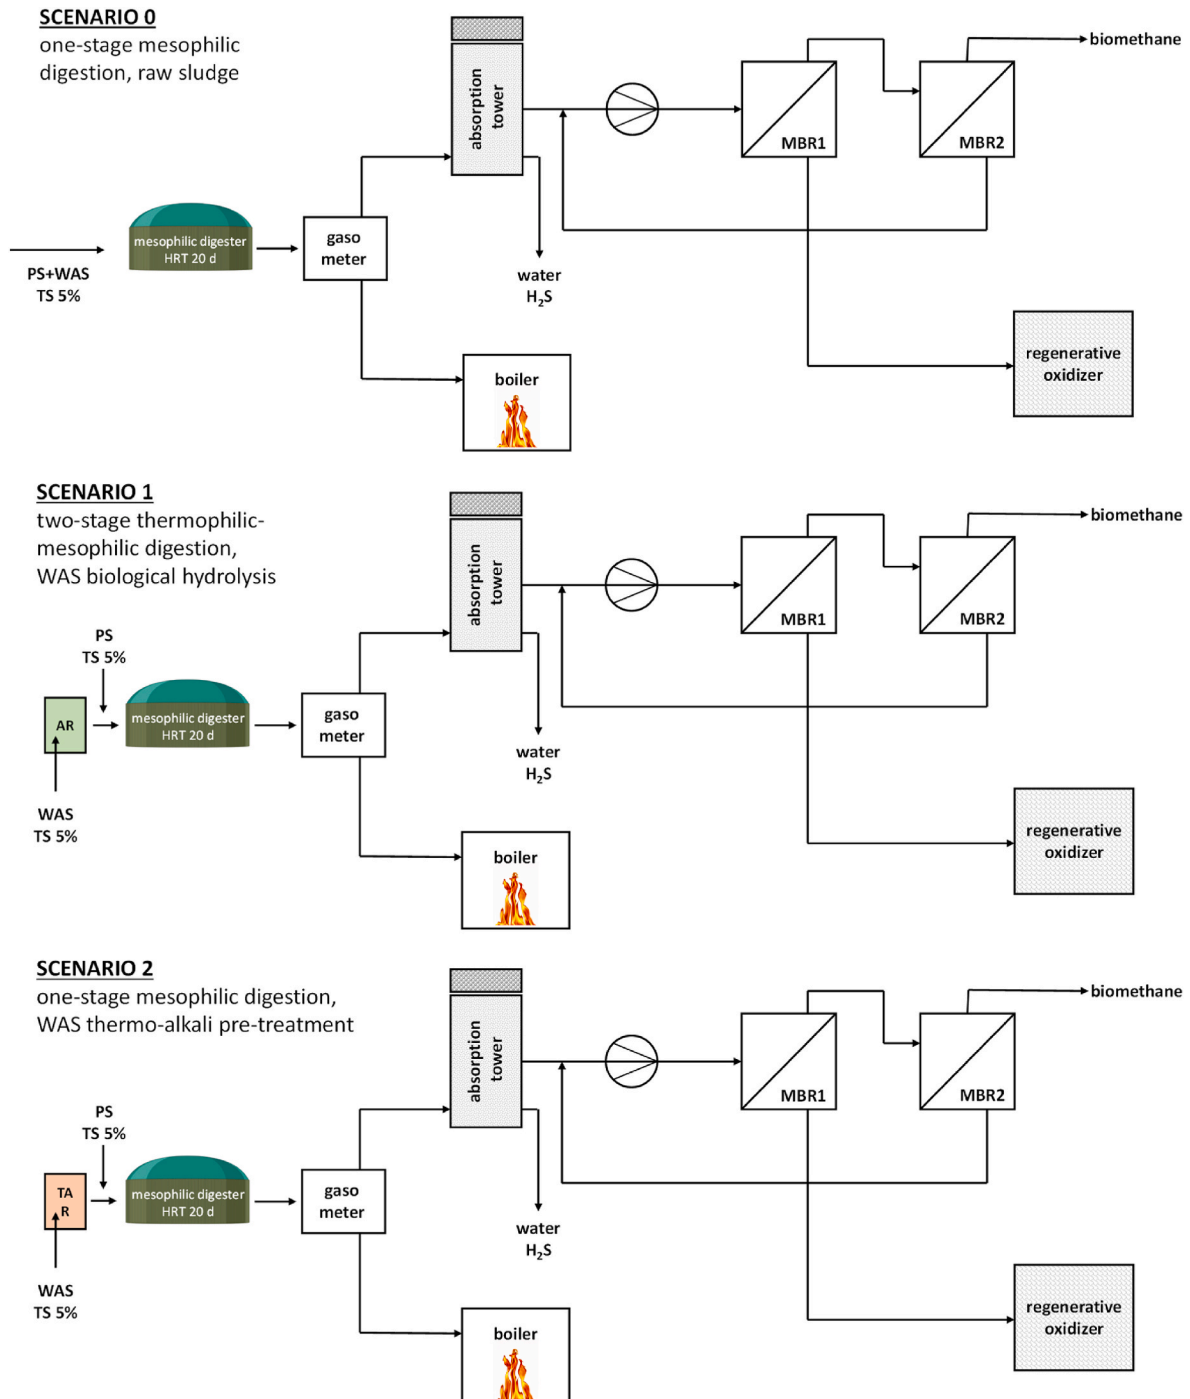 SCENARIO 0
one-stage mesophilic
digestion, raw sludge
PS+WAS
TS 5%
mesophilic digester
HRT 20 d
gaso
meter
absorption
tower
water
H₂S
boiler
MBR1
MBR2
biomethane
regenerative
oxidizer
SCENARIO 1
two-stage thermophilic-
mesophilic digestion,
WAS biological hydrolysis
PS
TS 5%
AR
WAS
TS 5%
mesophilic digester
HRT 20 d
gaso
meter
absorption
tower
water
H₂S
boiler
MBR1
MBR2
biomethane
regenerative
oxidizer
SCENARIO 2
one-stage mesophilic digestion,
WAS thermo-alkali pre-treatment
PS
TS 5%
TA
R
WAS
TS 5%
mesophilic digester
HRT 20 d
gaso
meter
absorption
tower
water
H₂S
boiler
MBR1
MBR2
biomethane
regenerative
oxidizer